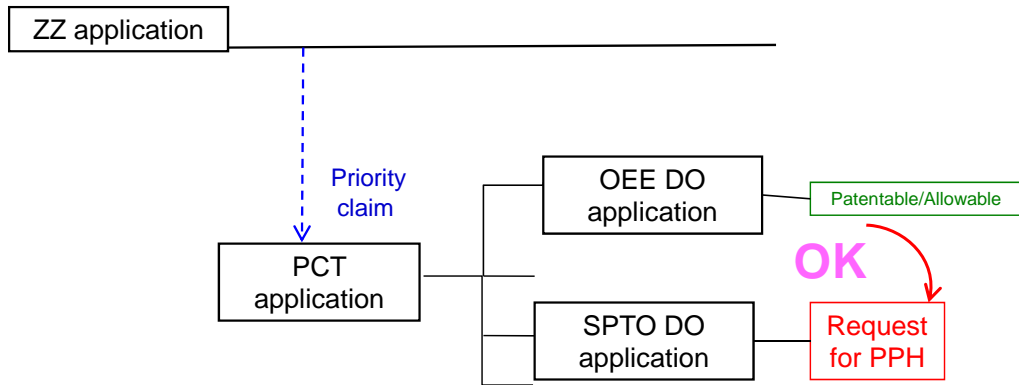 ZZ application
Priority
claim
OEE DO
application
Patentable/Allowable
OK
PCT
application
SPTO DO
application
Request
for PPH